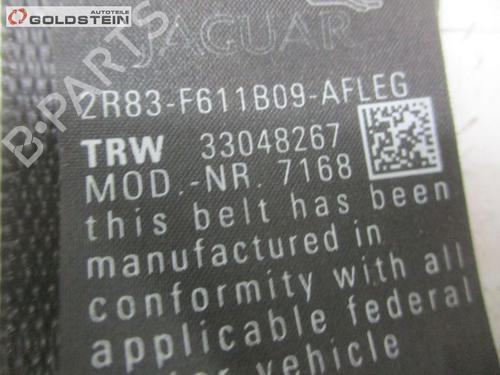 Autoteile
GOLDSTEIN
B-PARTS
JAGUAR
2R83-F611B09-AFLEG
TRW 33048267
MOD.-NR. 7168
this belt has been
manufactured in
conformity with all
applicable federal
vehicle